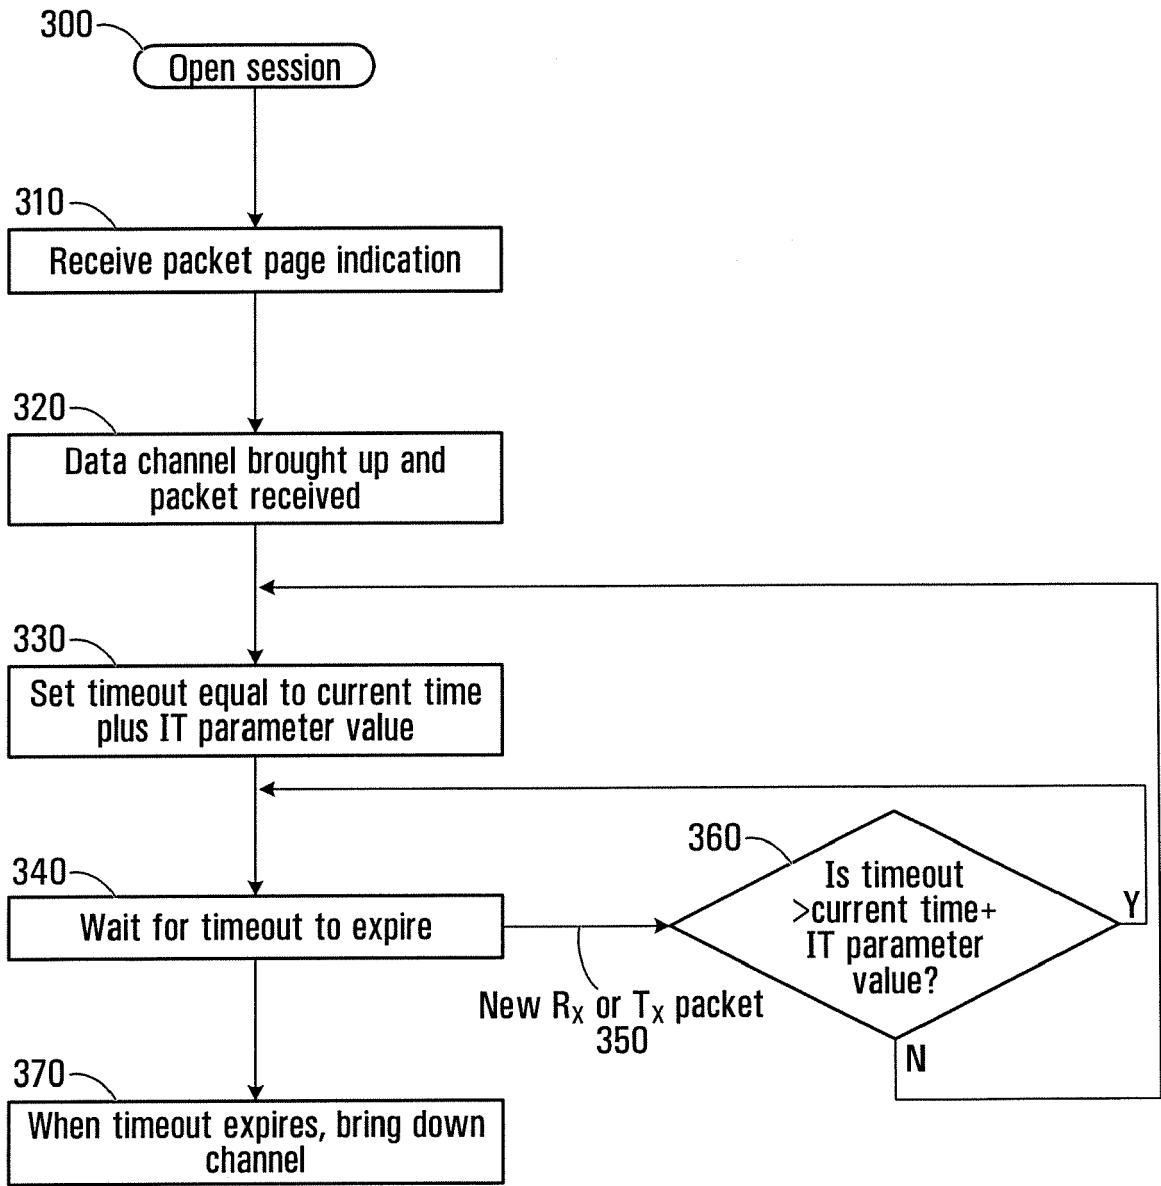 300
Open session
310
Receive packet page indication
320
Data channel brought up and
packet received
330
Set timeout equal to current time
plus IT parameter value
340
Wait for timeout to expire
New Rx or Tx packet
350
360
Is timeout
>current time+
IT parameter
value?
Y
N
370
When timeout expires, bring down
channel